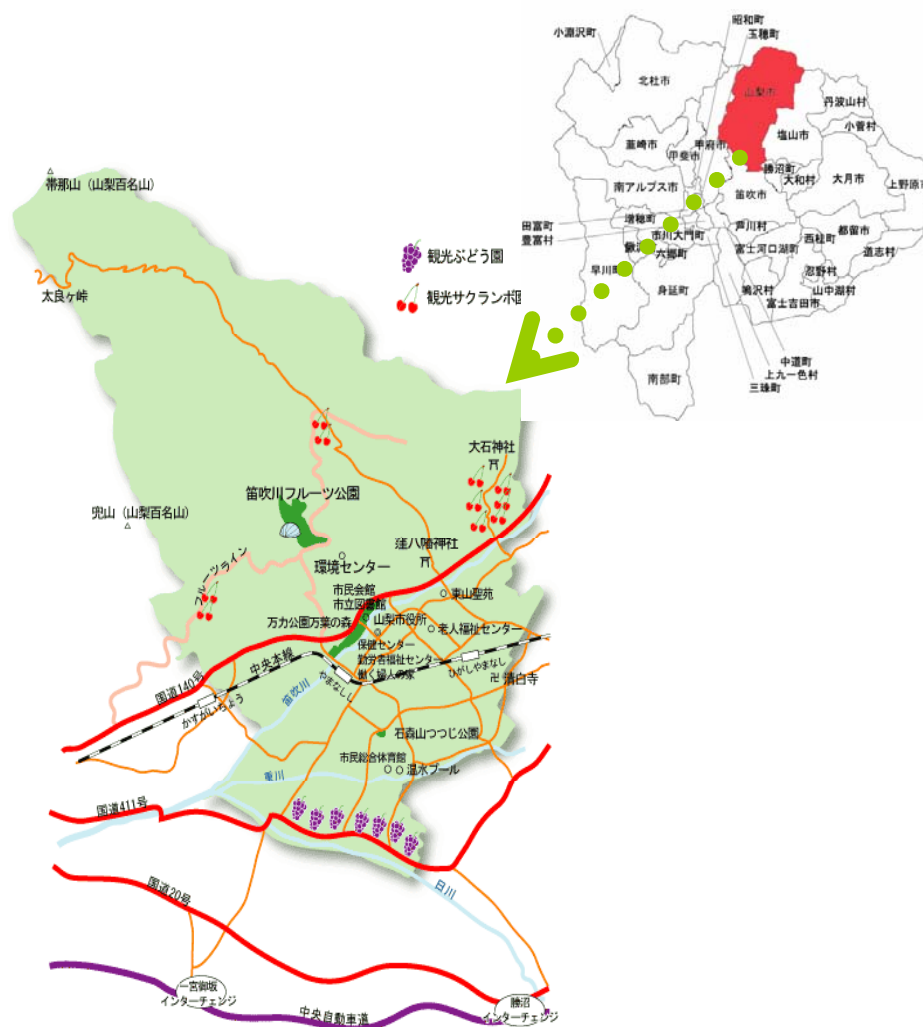 昭和町
小淵沢町
玉穂町
北杜市
山梨市
丹波山村
塩山市
小菅村
韮崎市
甲府市
甲斐市
勝沼町
大和村
大月市
上野原市
南アルプス市
笛吹市
増穂町
芦川村
田富町
豊富村
市川大門町
西桂町
都留市
富士河口湖町
道志村
六郷町
早川町
忍野村
身延町
鳴沢村
山中湖村
富士吉田市
中道町
南部町
上九一色村
三珠町
観光ぶどう園
観光サクランボ園
帯那山（山梨百名山）
太良ヶ峠
大石神社
笛吹川フルーツ公園
兜山（山梨百名山）
窪八幡神社
環境センター
フルーツライン
市民会館
市立図書館
東山聖苑
万力公園万葉の森
山梨市役所
老人福祉センター
保健センター
勤労者福祉センター
働く婦人の家
中央本線
ひがしやまなし
やまなしし
清白寺
国道140号
かすがいちょう
笛吹川
石森山つつじ公園
市民総合体育館
温水プール
重川
国道411号
日川
国道20号
一宮御坂
インターチェンジ
勝沼
インターチェンジ
中央自動車道